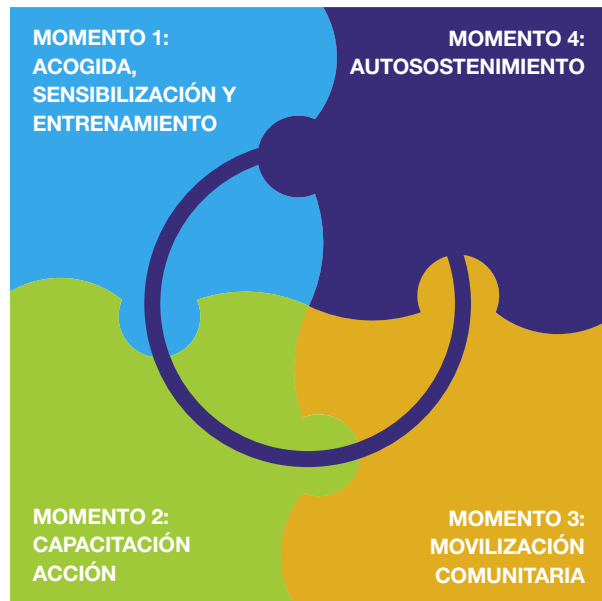 MOMENTO 1:
ACOGIDA,
SENSIBILIZACIÓN Y
ENTRENAMIENTO
MOMENTO 4:
AUTOSOSTENIMIENTO
MOMENTO 2:
CAPACITACIÓN
ACCIÓN
MOMENTO 3:
MOVILIZACIÓN
COMUNITARIA